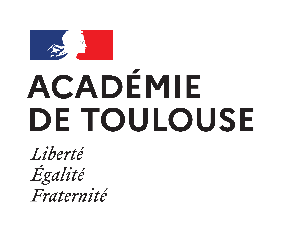 ACADÉMIE
DE TOULOUSE
Liberté
Égalité
Fraternité